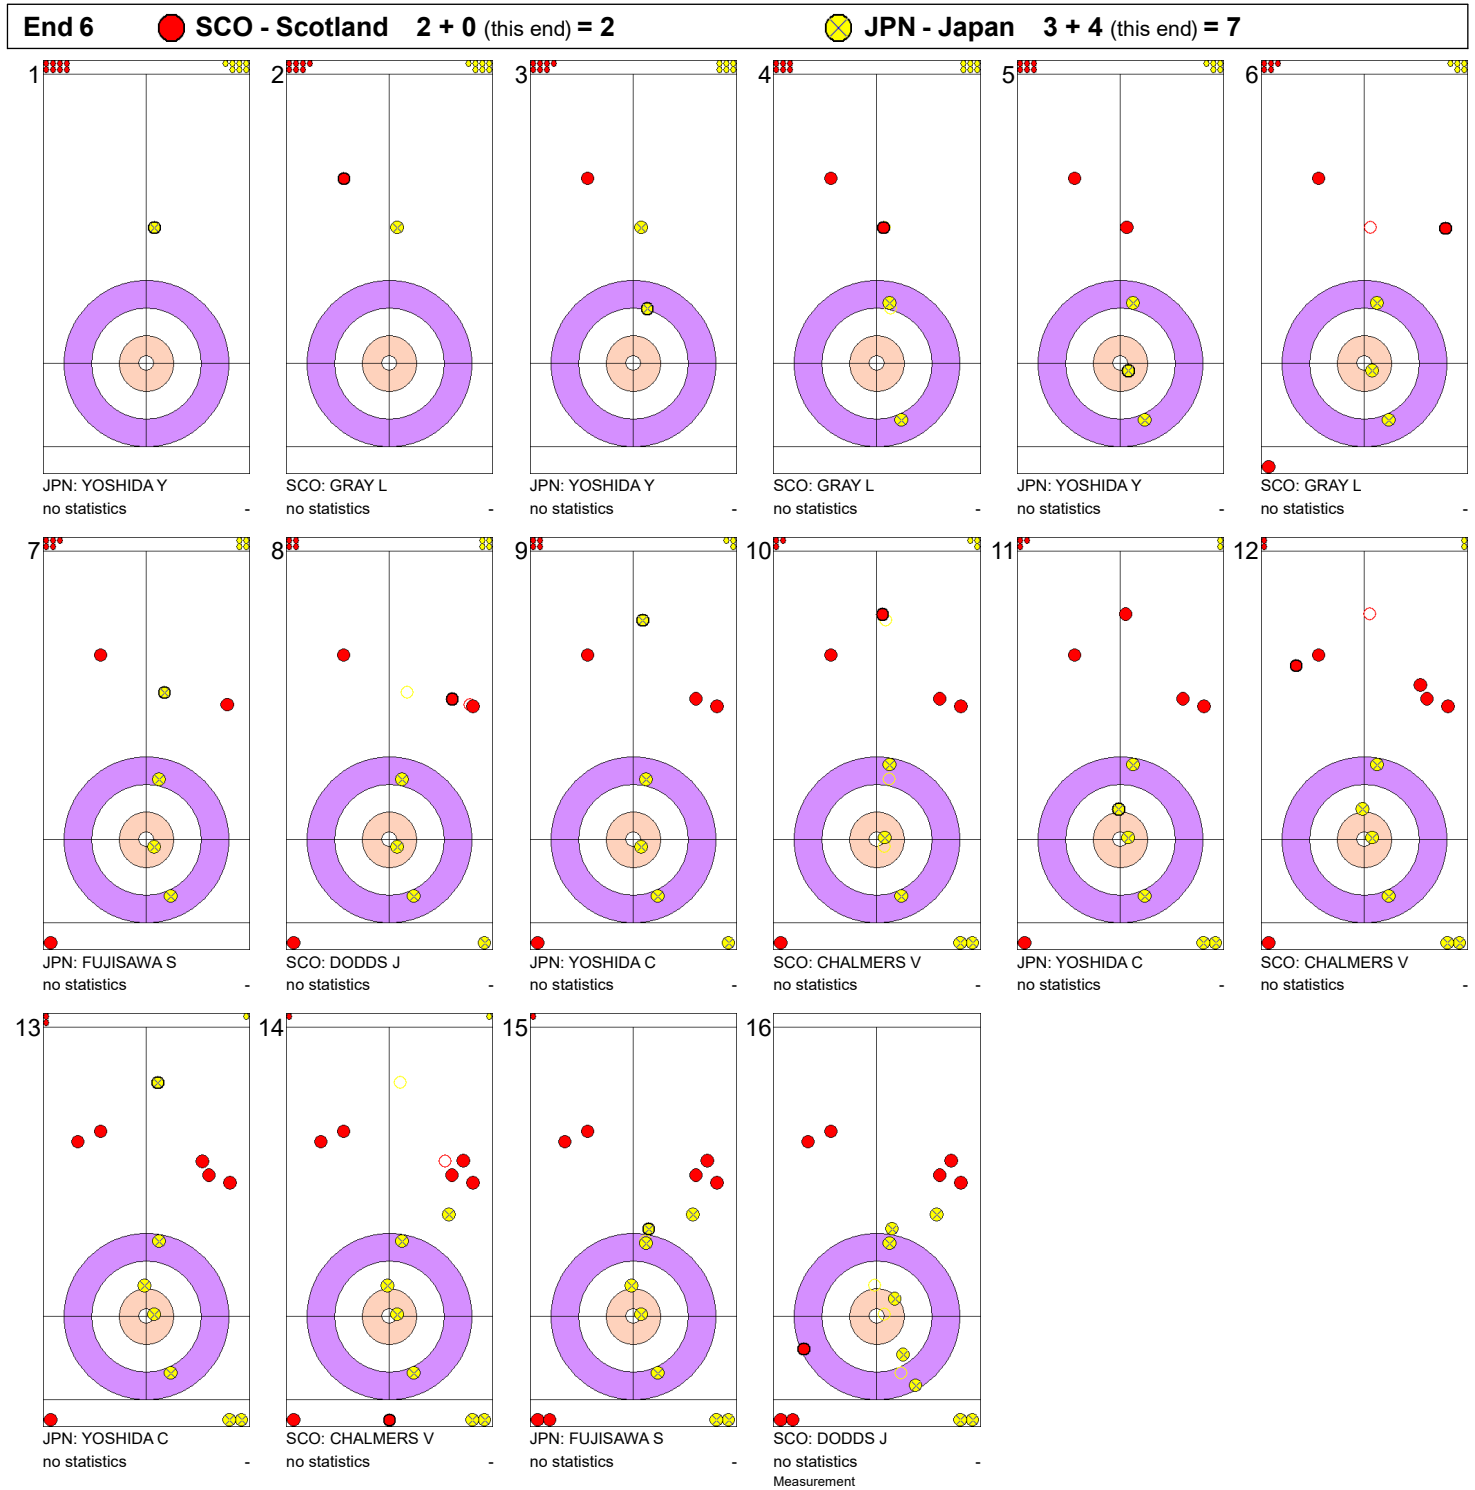 End 6 SCO - Scotland 2 + 0 (this end) = 2 JPN - Japan 3 + 4 (this end) = 7
1 2 3 4 5 6
JPN: YOSHIDA Y SCO: GRAY L JPN: YOSHIDA Y SCO: GRAY L JPN: YOSHIDA Y SCO: GRAY L
no statistics - no statistics - no statistics - no statistics - no statistics - no statistics -
7 8 9 10 11 12
JPN: FUJISAWA S SCO: DODDS J JPN: YOSHIDA C SCO: CHALMERS V JPN: YOSHIDA C SCO: CHALMERS V
no statistics - no statistics - no statistics - no statistics - no statistics - no statistics -
13 14 15 16
JPN: YOSHIDA C SCO: CHALMERS V JPN: FUJISAWA S SCO: DODDS J
no statistics - no statistics - no statistics - no statistics -
Measurement